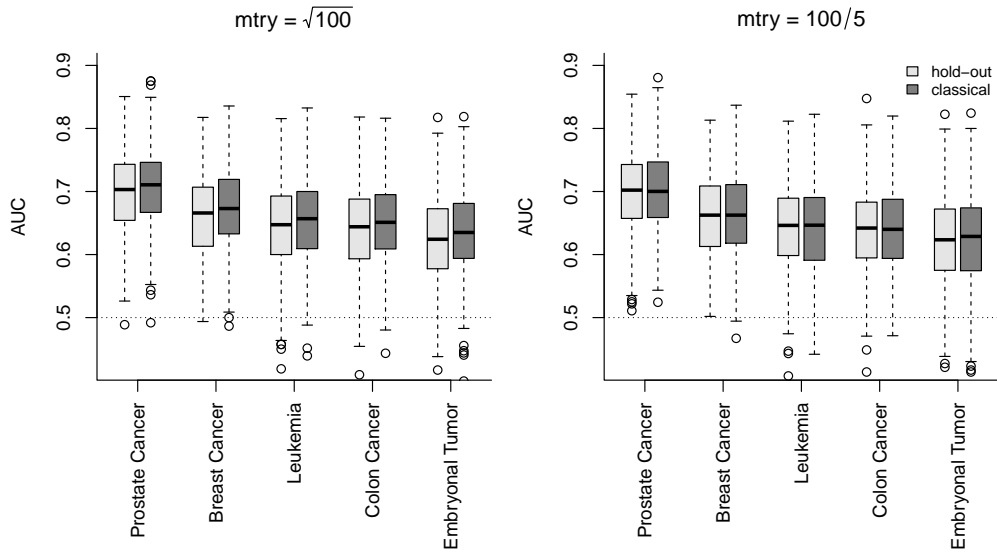 mtry = √100
AUC
0.9
0.8
0.7
0.6
0.5
Prostate Cancer
Breast Cancer
Leukemia
Colon Cancer
Embryonal Tumor
mtry = 100/5
AUC
0.9
0.8
0.7
0.6
0.5
hold−out
classical
Prostate Cancer
Breast Cancer
Leukemia
Colon Cancer
Embryonal Tumor